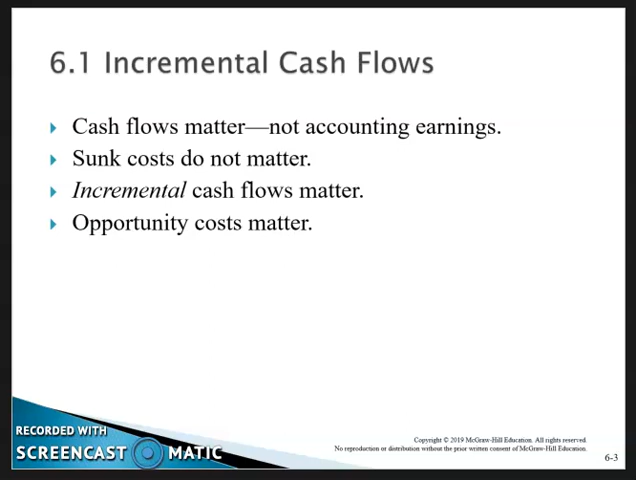 6.1 Incremental Cash Flows
Cash flows matter—not accounting earnings.
Sunk costs do not matter.
Incremental cash flows matter.
Opportunity costs matter.
RECORDED WITH
SCREENCAST MATIC
Copyright © 2019 McGraw-Hill Education. All rights reserved.
No reproduction or distribution without the prior written consent of McGraw-Hill Education.
6-3